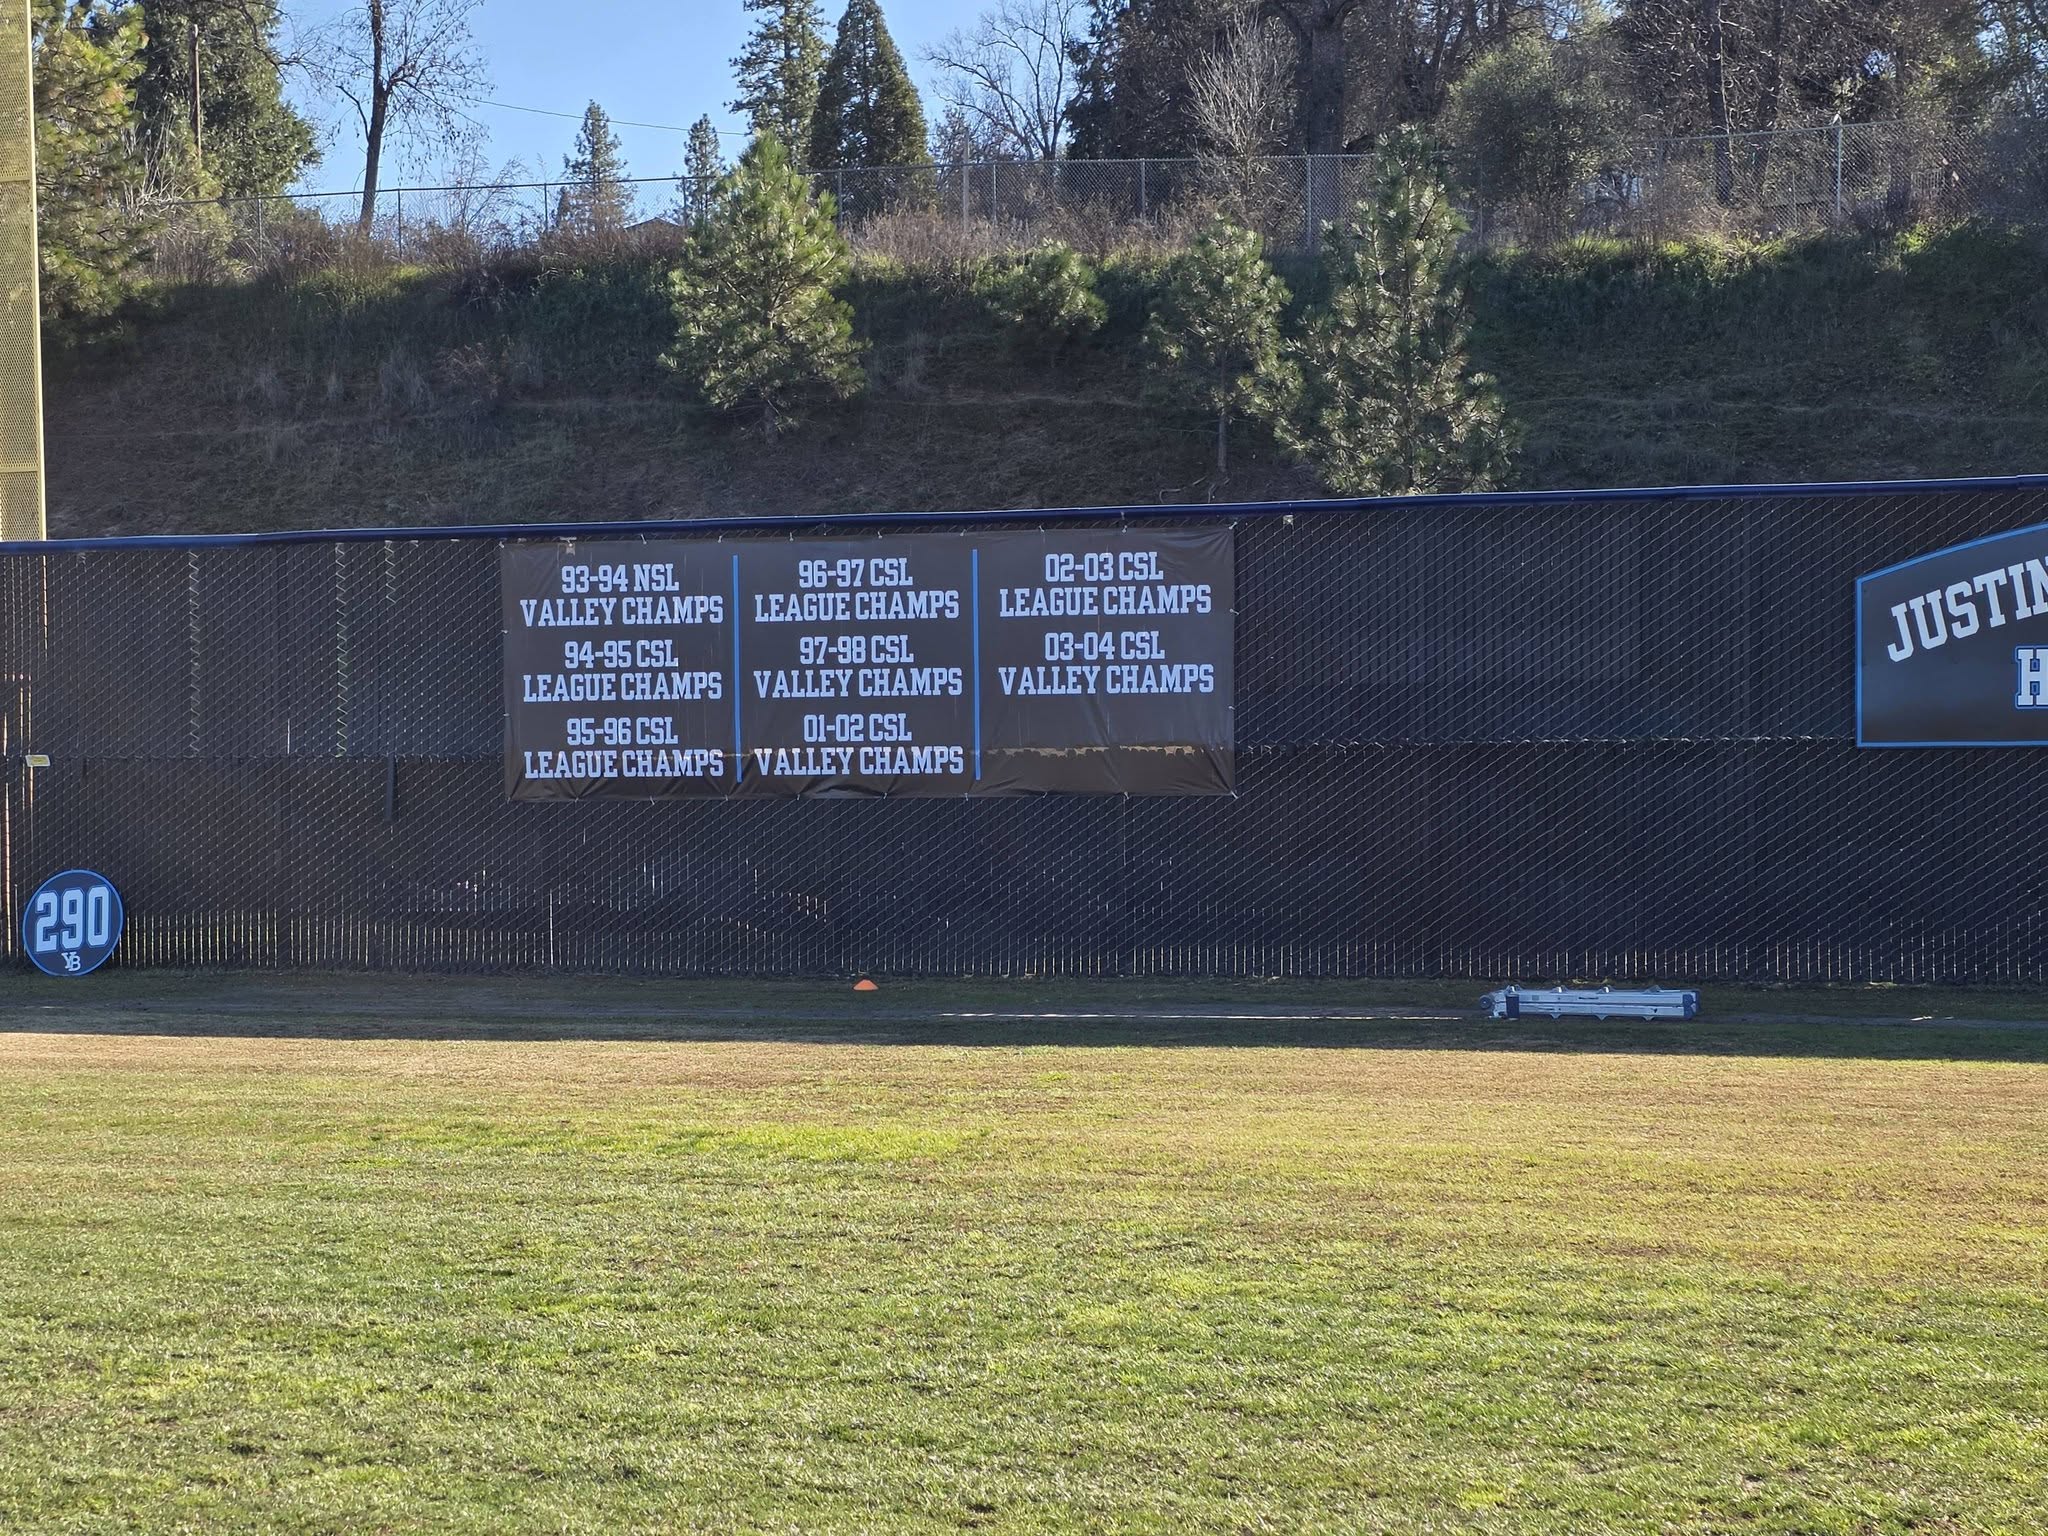 93-94 NSL
VALLEY CHAMPS
94-95 CSL
LEAGUE CHAMPS
95-96 CSL
LEAGUE CHAMPS
96-97 CSL
LEAGUE CHAMPS
97-98 CSL
VALLEY CHAMPS
01-02 CSL
VALLEY CHAMPS
02-03 CSL
LEAGUE CHAMPS
03-04 CSL
VALLEY CHAMPS
JUSTIN
H
290
YB